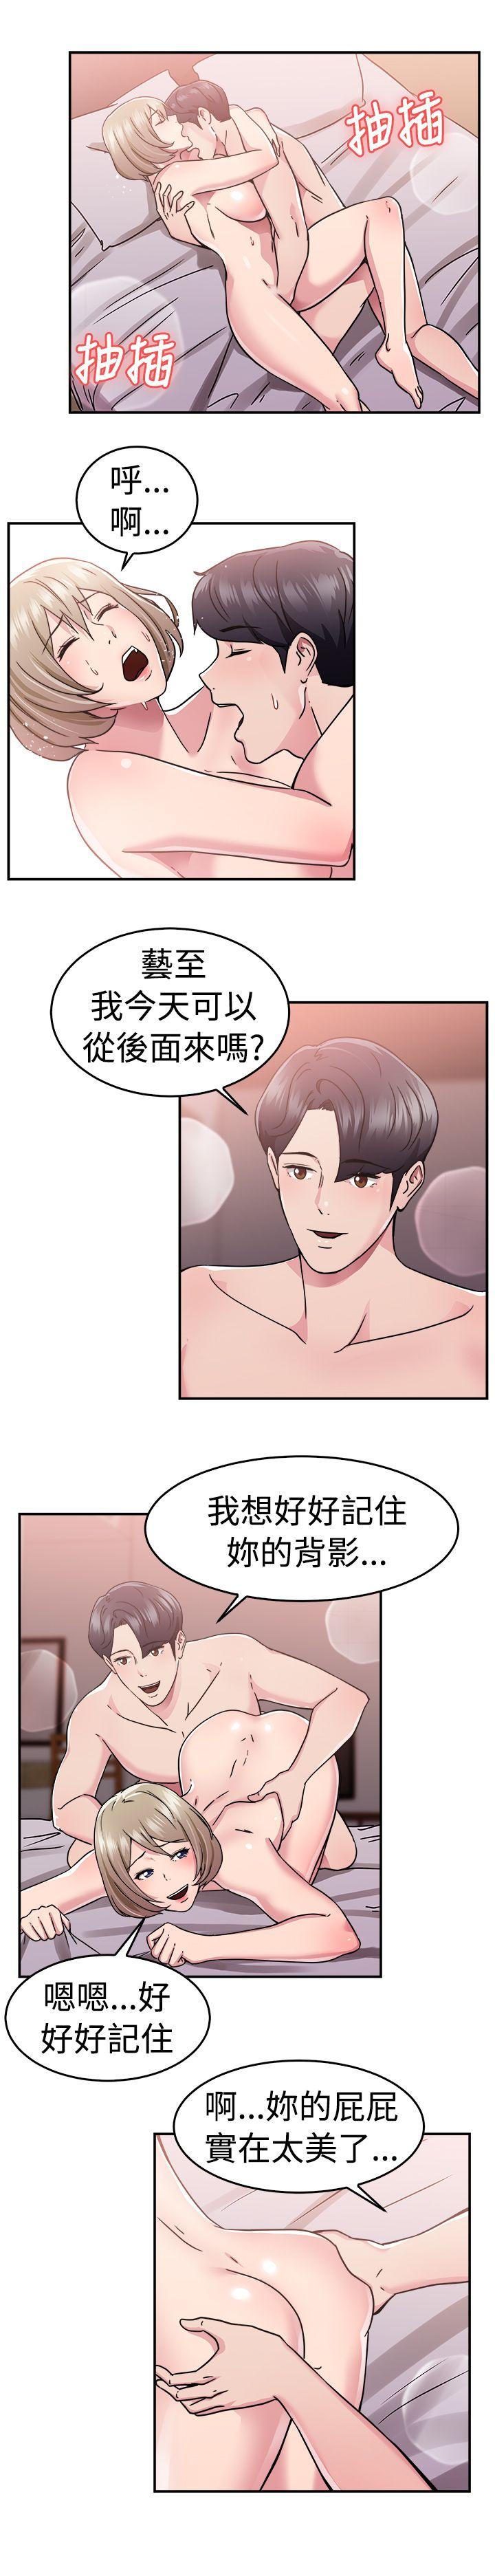 抽插
抽插
呼...
啊...
藝至
我今天可以
從後面來嗎?
我想好好記住
妳的背影...
嗯嗯...好
好好記住
啊...妳的屁屁
實在太美了...